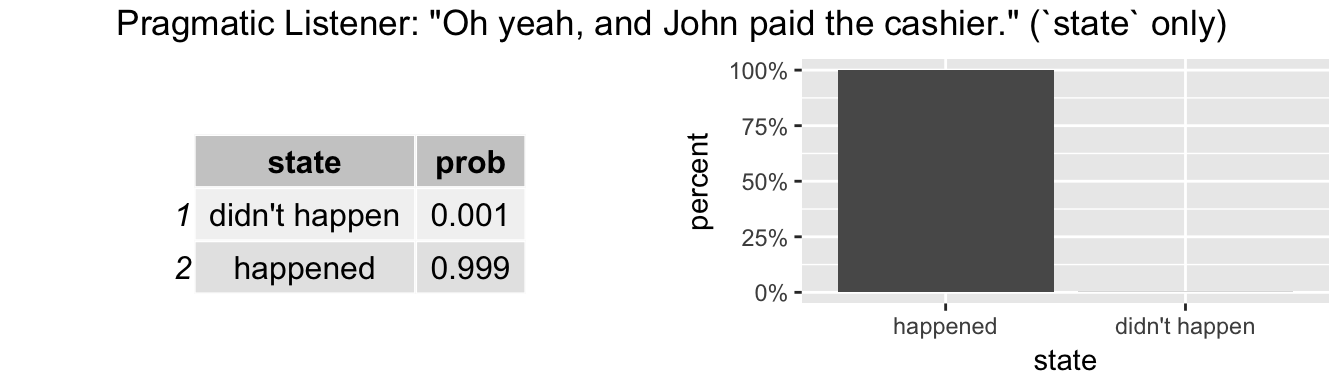 Pragmatic Listener: "Oh yeah, and John paid the cashier." (`state` only)
state prob
1 didn't happen 0.001
2 happened 0.999
percent
100%
75%
50%
25%
0%
happened didn't happen
state